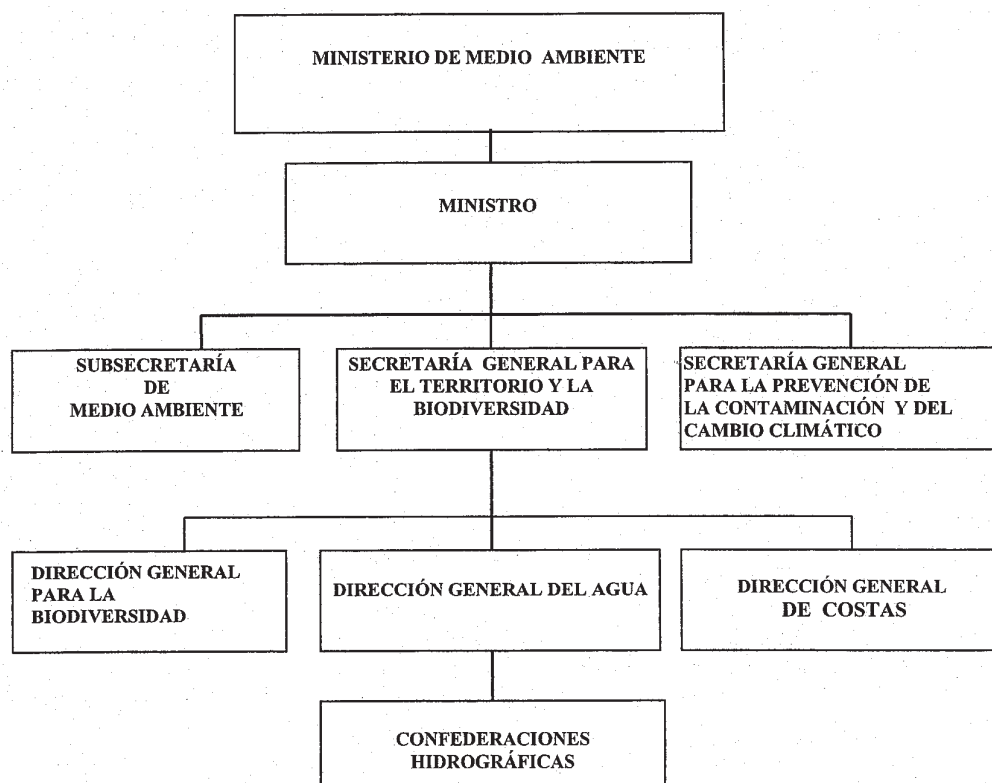 MINISTERIO DE MEDIO AMBIENTE
MINISTRO
SUBSECRETARÍA
DE
MEDIO AMBIENTE
SECRETARÍA GENERAL PARA
EL TERRITORIO Y LA
BIODIVERSIDAD
SECRETARÍA GENERAL
PARA LA PREVENCIÓN DE
LA CONTAMINACIÓN Y DEL
CAMBIO CLIMÁTICO
DIRECCIÓN GENERAL
PARA LA
BIODIVERSIDAD
DIRECCIÓN GENERAL DEL AGUA
DIRECCIÓN GENERAL
DE COSTAS
CONFEDERACIONES
HIDROGRÁFICAS